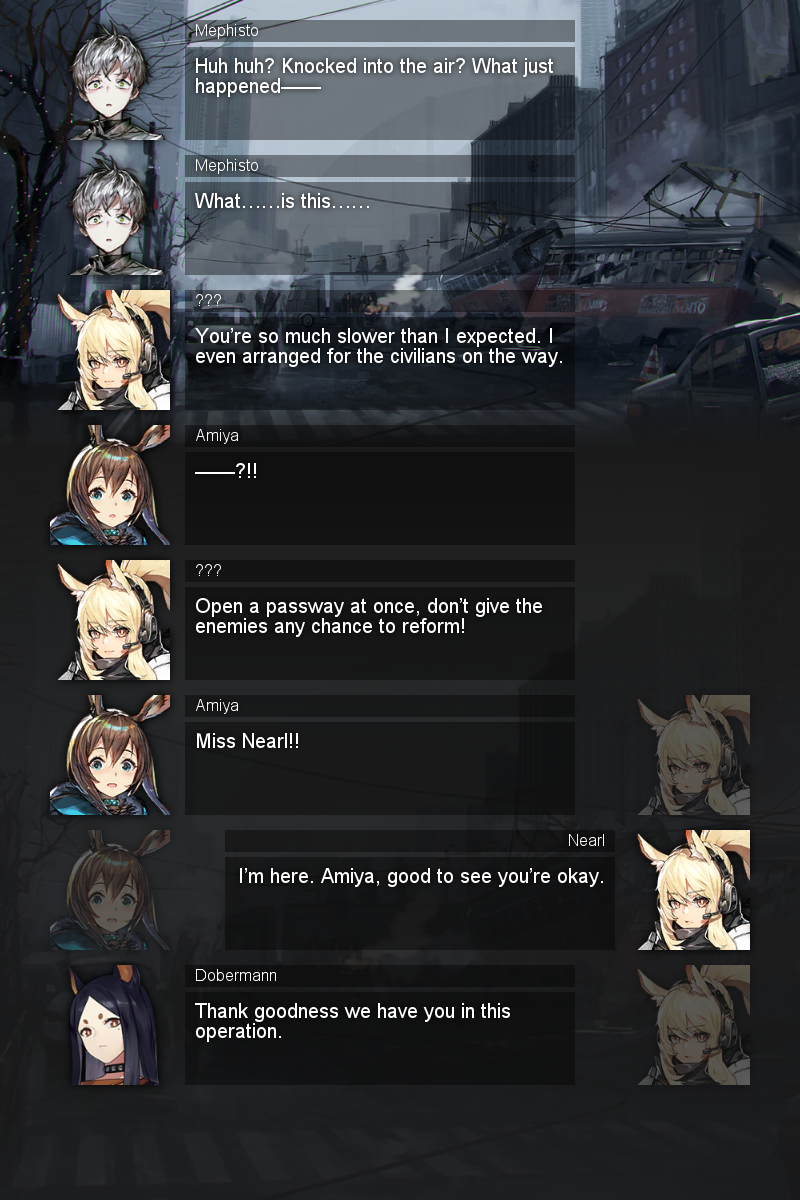 Mephisto
Huh huh? Knocked into the air? What just
happened——
Mephisto
What……is this……
???
You're so much slower than I expected. I
even arranged for the civilians on the way.
Amiya
——?!!
???
Open a passway at once, don't give the
enemies any chance to reform!
Amiya
Miss Nearl!!
Nearl
I'm here. Amiya, good to see you're okay.
Dobermann
Thank goodness we have you in this
operation.